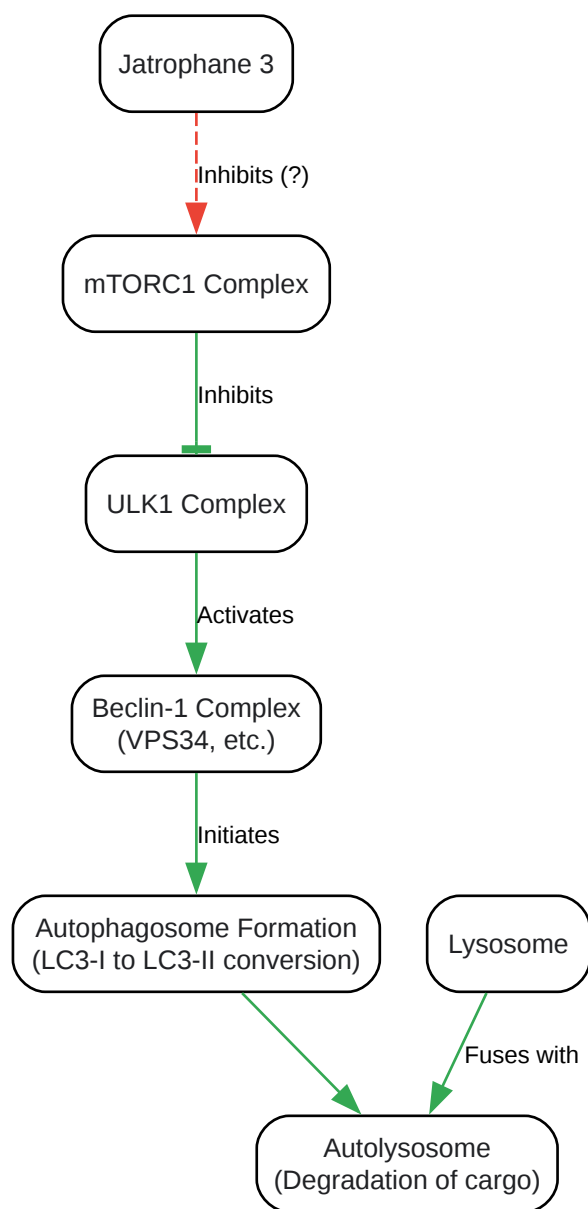 Jatrophane 3
Inhibits (?)
mTORC1 Complex
Inhibits
ULK1 Complex
Activates
Beclin-1 Complex
(VPS34, etc.)
Initiates
Autophagosome Formation
(LC3-I to LC3-II conversion)
Lysosome
Fuses with
Autolysosome
(Degradation of cargo)